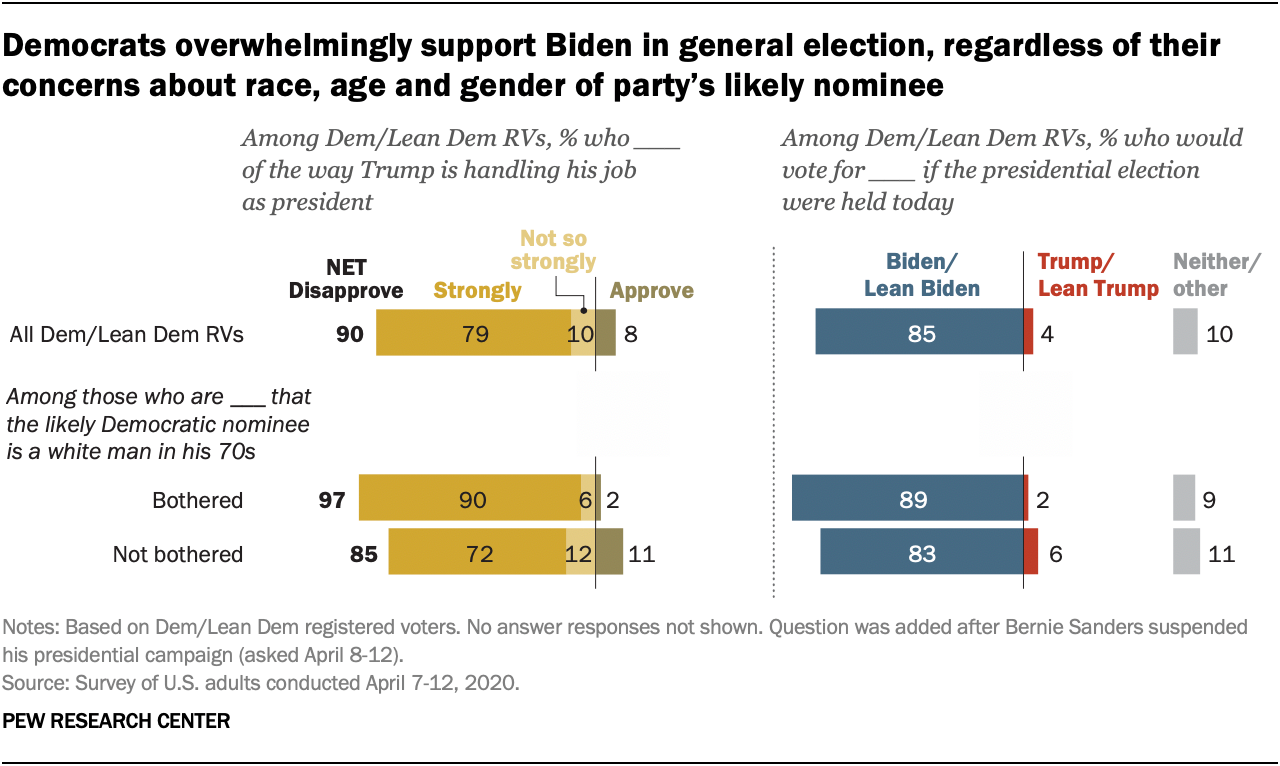 Democrats overwhelmingly support Biden in general election, regardless of their
concerns about race, age and gender of party's likely nominee
Among Dem/Lean Dem RVs, % who ___
of the way Trump is handling his job
as president
Among Dem/Lean Dem RVs, % who would
vote for ___ if the presidential election
were held today
NET
Disapprove
Strongly
Not so
strongly
Approve
Biden/
Lean Biden
Trump/
Lean Trump
Neither/
other
All Dem/Lean Dem RVs 90 79 10 8 85 4 10
Among those who are ___ that
the likely Democratic nominee
is a white man in his 70s
Bothered 97 90 6 2 89 2 9
Not bothered 85 72 12 11 83 6 11
Notes: Based on Dem/Lean Dem registered voters. No answer responses not shown. Question was added after Bernie Sanders suspended
his presidential campaign (asked April 8-12).
Source: Survey of U.S. adults conducted April 7-12, 2020.
PEW RESEARCH CENTER